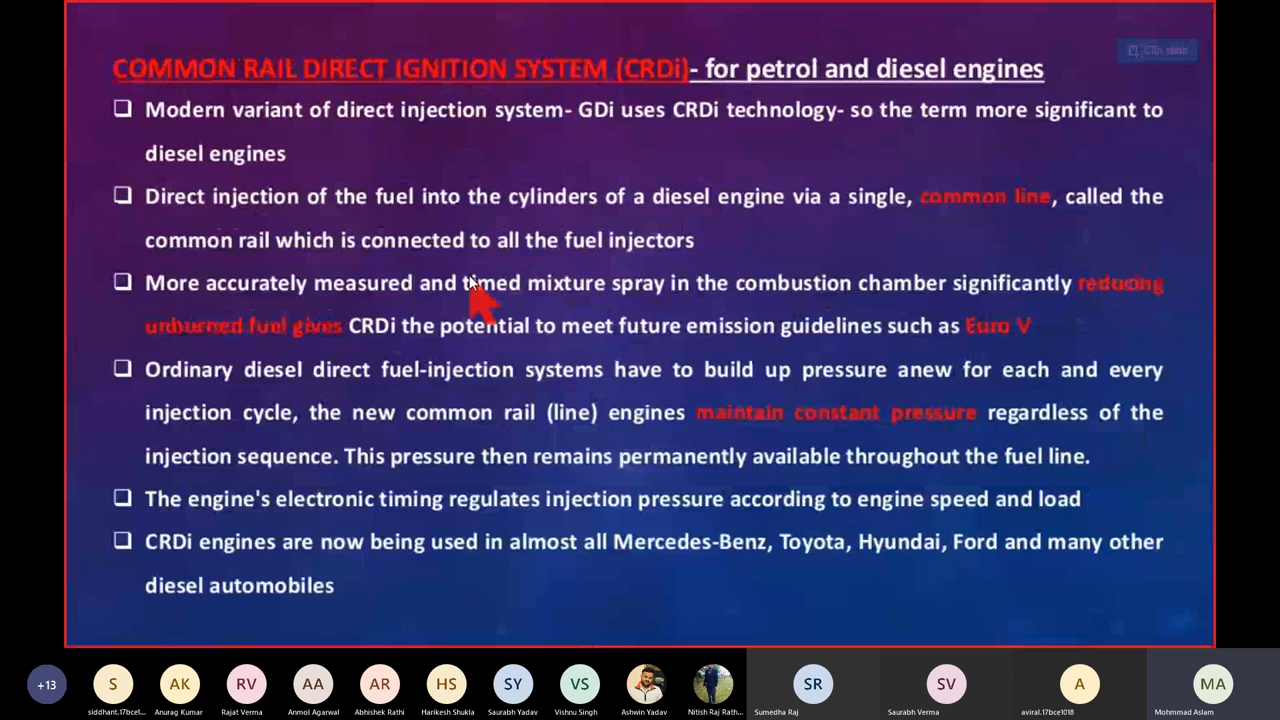 Clip slide
COMMON RAIL DIRECT IGNITION SYSTEM (CRDi)- for petrol and diesel engines
❑ Modern variant of direct injection system- GDi uses CRDi technology- so the term more significant to
diesel engines
❑ Direct injection of the fuel into the cylinders of a diesel engine via a single, common line, called the
common rail which is connected to all the fuel injectors
❑ More accurately measured and timed mixture spray in the combustion chamber significantly reducing
unburned fuel gives CRDi the potential to meet future emission guidelines such as Euro V
❑ Ordinary diesel direct fuel-injection systems have to build up pressure anew for each and every
injection cycle, the new common rail (line) engines maintain constant pressure regardless of the
injection sequence. This pressure then remains permanently available throughout the fuel line.
❑ The engine's electronic timing regulates injection pressure according to engine speed and load
❑ CRDi engines are now being used in almost all Mercedes-Benz, Toyota, Hyundai, Ford and many other
diesel automobiles
+13 S AK RV AA AR HS SY VS SR SV A MA
siddhant.17bce1... Anurag Kumar Rajat Verma Anmol Agarwal Abhishek Rathi Harikesh Shukla Saurabh Yadav Vishnu Singh Ashwin Yadav Nitish Raj Rath... Sumedha Raj Saurabh Verma aviral.17bce1018 Mohmmad Aslam